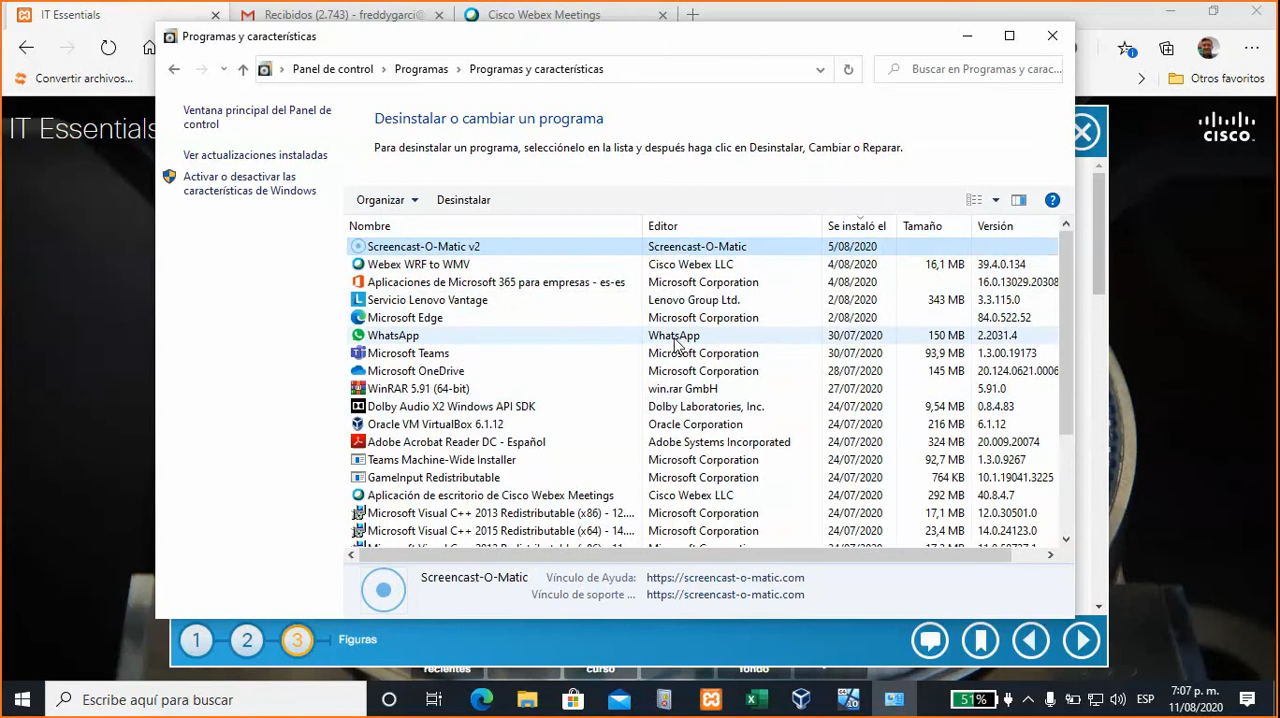 IT Essentials
Recibidos (2.743) - freddygarci
Cisco Webex Meetings
Convertir archivos...
Otros favoritos
IT Essentials
CISCO
Programas y características
Panel de control
Programas
Programas y características
Buscar en Programas y carac...
Ventana principal del Panel de
control
Ver actualizaciones instaladas
Activar o desactivar las
características de Windows
Desinstalar o cambiar un programa
Para desinstalar un programa, selecciónelo en la lista y después haga clic en Desinstalar, Cambiar o Reparar.
Organizar Desinstalar
Nombre Editor Se instaló el Tamaño Versión
Screencast-O-Matic v2 Screencast-O-Matic 5/08/2020
Webex WRF to WMV Cisco Webex LLC 4/08/2020 16,1 MB 39.4.0.134
Aplicaciones de Microsoft 365 para empresas - es-es Microsoft Corporation 4/08/2020 16.0.13029.20308
Servicio Lenovo Vantage Lenovo Group Ltd. 2/08/2020 343 MB 3.3.115.0
Microsoft Edge Microsoft Corporation 2/08/2020 84.0.522.52
WhatsApp WhatsApp 30/07/2020 150 MB 2.2031.4
Microsoft Teams Microsoft Corporation 30/07/2020 93,9 MB 1.3.00.19173
Microsoft OneDrive Microsoft Corporation 28/07/2020 145 MB 20.124.0621.0006
WinRAR 5.91 (64-bit) win.rar GmbH 27/07/2020 5.91.0
Dolby Audio X2 Windows API SDK Dolby Laboratories, Inc. 24/07/2020 9,54 MB 0.8.4.83
Oracle VM VirtualBox 6.1.12 Oracle Corporation 24/07/2020 216 MB 6.1.12
Adobe Acrobat Reader DC - Español Adobe Systems Incorporated 24/07/2020 324 MB 20.009.20074
Teams Machine-Wide Installer Microsoft Corporation 24/07/2020 92,7 MB 1.3.0.9267
GameInput Redistributable Microsoft Corporation 24/07/2020 764 KB 10.1.19041.3225
Aplicación de escritorio de Cisco Webex Meetings Cisco Webex LLC 24/07/2020 292 MB 40.8.4.7
Microsoft Visual C++ 2013 Redistributable (x86) - 12.... Microsoft Corporation 24/07/2020 17,1 MB 12.0.30501.0
Microsoft Visual C++ 2015 Redistributable (x64) - 14.... Microsoft Corporation 24/07/2020 23,4 MB 14.0.24123.0
Screencast-O-Matic Vínculo de Ayuda: https://screencast-o-matic.com
Vínculo de soporte ... https://screencast-o-matic.com
1 2 3 Figuras
recientes curso fondo
Escribe aquí para buscar
51%
ESP
7:07 p. m.
11/08/2020